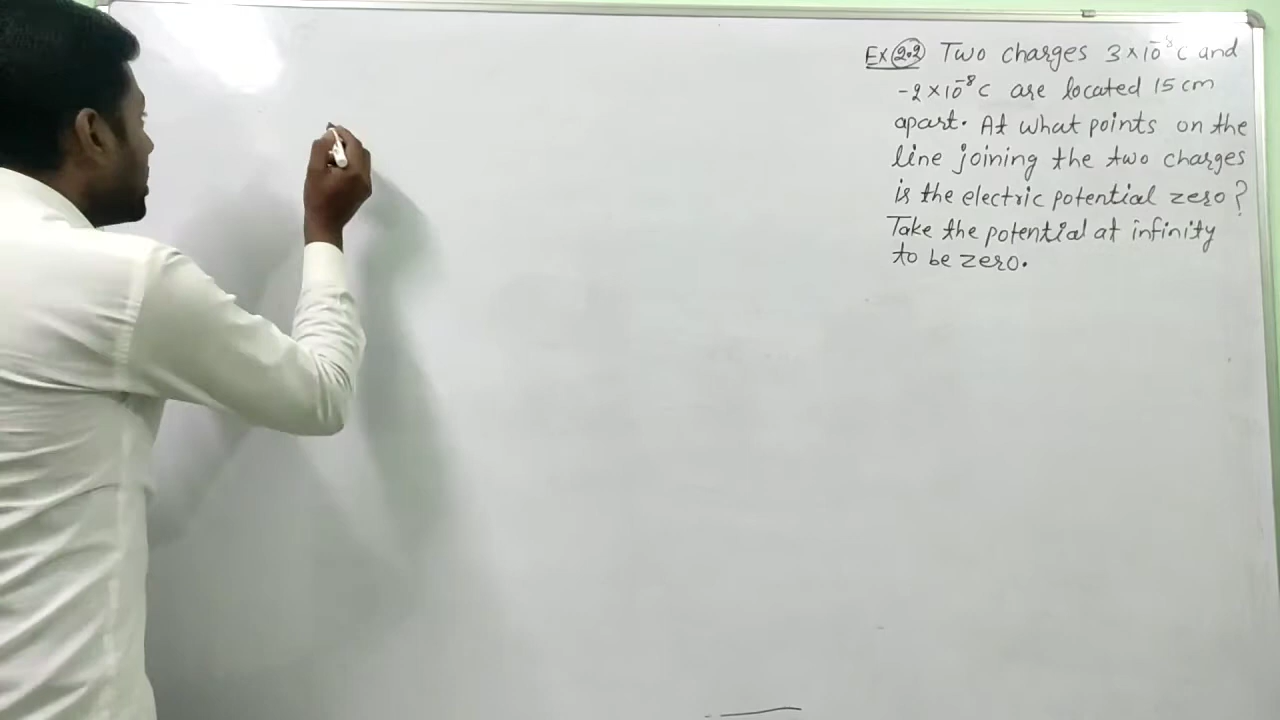 Ex 2.2 Two charges 3×10⁻⁸C and
-2×10⁻⁸C are located 15 cm
apart. At what points on the
line joining the two charges
is the electric potential zero?
Take the potential at infinity
to be zero.